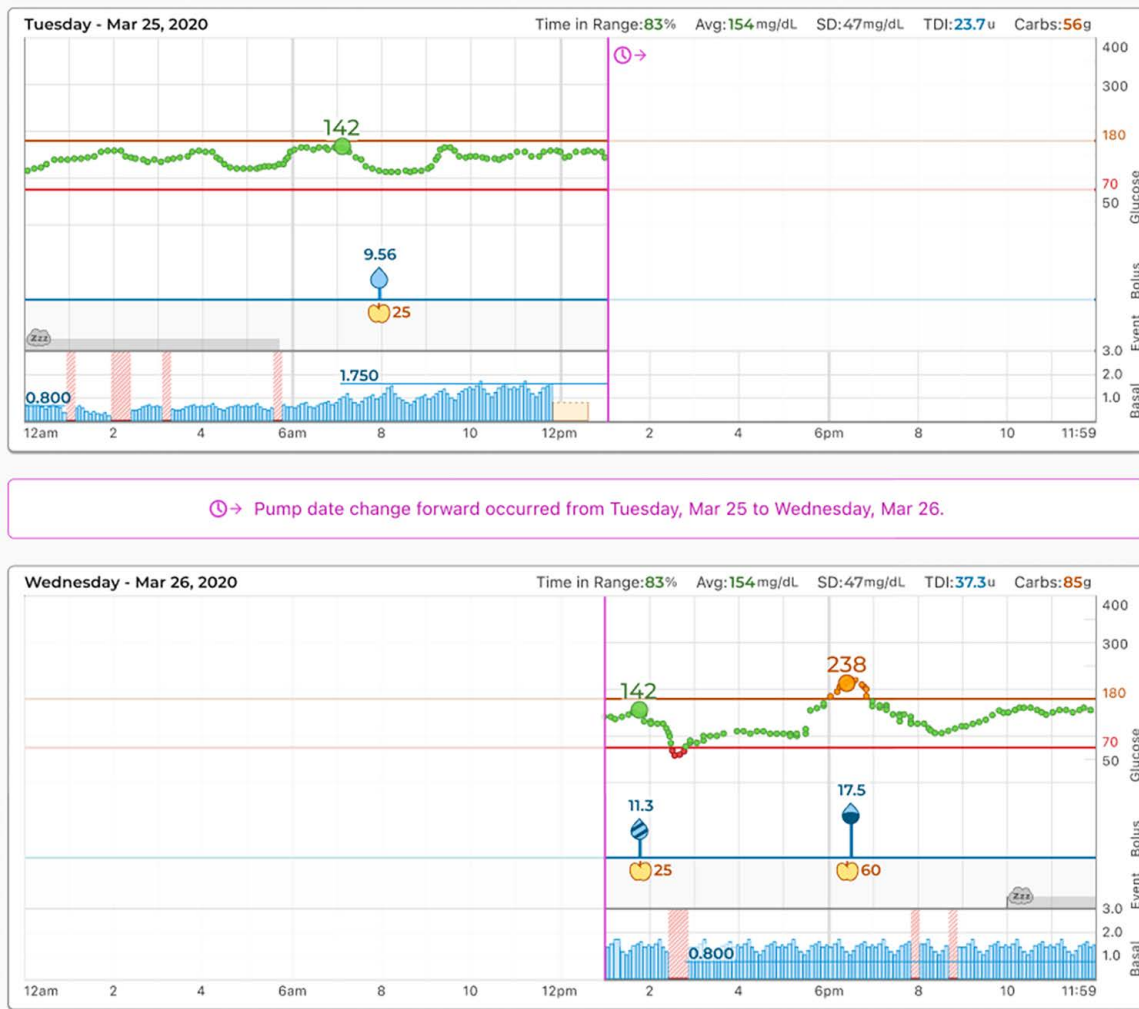 Tuesday - Mar 25, 2020 Time in Range:83% Avg:154mg/dL SD:47mg/dL TDI:23.7u Carbs:56g
400
300
142
180
70
50
Glucose
9.56
Bolus
25
Event
Zzz
3.0
1.750
2.0
0.800
1.0
Basal
12am 2 4 6am 8 10 12pm 2 4 6pm 8 10 11:59
Pump date change forward occurred from Tuesday, Mar 25 to Wednesday, Mar 26.
Wednesday - Mar 26, 2020 Time in Range:83% Avg:154mg/dL SD:47mg/dL TDI:37.3u Carbs:85g
400
300
238
142
180
70
50
Glucose
17.5
11.3
Bolus
25 60
Event
Zzz
3.0
2.0
0.800
1.0
Basal
12am 2 4 6am 8 10 12pm 2 4 6pm 8 10 11:59